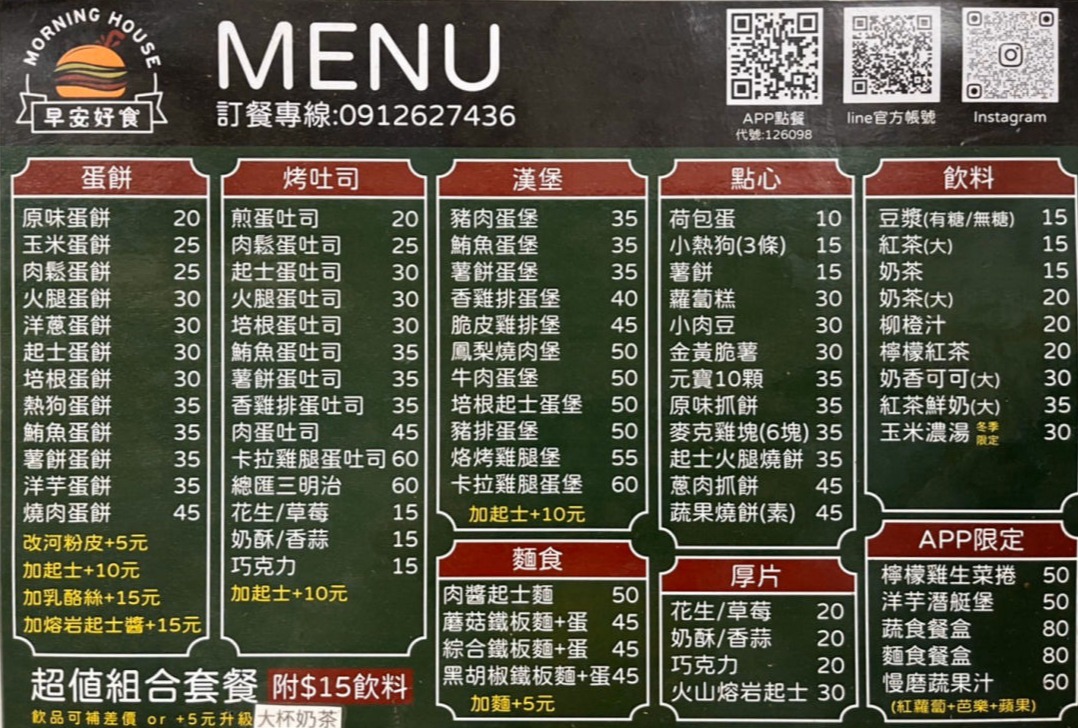 MORNING HOUSE
早安好食
MENU
訂餐專線:0912627436
APP點餐
代號:126098
line官方帳號
Instagram
蛋餅
原味蛋餅 20
玉米蛋餅 25
肉鬆蛋餅 25
火腿蛋餅 30
洋蔥蛋餅 30
起士蛋餅 30
培根蛋餅 30
熱狗蛋餅 35
鮪魚蛋餅 35
薯餅蛋餅 35
洋芋蛋餅 35
燒肉蛋餅 45
改河粉皮+5元
加起士+10元
加乳酪絲+15元
加熔岩起士醬+15元
烤吐司
煎蛋吐司 20
肉鬆蛋吐司 25
起士蛋吐司 30
火腿蛋吐司 30
培根蛋吐司 30
鮪魚蛋吐司 35
薯餅蛋吐司 35
香雞排蛋吐司 35
肉蛋吐司 45
卡拉雞腿蛋吐司 60
總匯三明治 60
花生/草莓 15
奶酥/香蒜 15
巧克力 15
加起士+10元
漢堡
豬肉蛋堡 35
鮪魚蛋堡 35
薯餅蛋堡 35
香雞排蛋堡 40
脆皮雞排堡 45
鳳梨燒肉堡 50
牛肉蛋堡 50
培根起士蛋堡 50
豬排蛋堡 50
烙烤雞腿堡 55
卡拉雞腿蛋堡 60
加起士+10元
麵食
肉醬起士麵 50
蘑菇鐵板麵+蛋 45
綜合鐵板麵+蛋 45
黑胡椒鐵板麵+蛋45
加麵+5元
點心
荷包蛋 10
小熱狗(3條) 15
薯餅 15
蘿蔔糕 30
小肉豆 30
金黃脆薯 30
元寶10顆 35
原味抓餅 35
麥克雞塊(6塊) 35
起士火腿燒餅 35
蔥肉抓餅 45
蔬果燒餅(素) 45
厚片
花生/草莓 20
奶酥/香蒜 20
巧克力 20
火山熔岩起士 30
飲料
豆漿(有糖/無糖) 15
紅茶(大) 15
奶茶 15
奶茶(大) 20
柳橙汁 20
檸檬紅茶 20
奶香可可(大) 30
紅茶鮮奶(大) 35
玉米濃湯 冬季限定 30
APP限定
檸檬雞生菜捲 50
洋芋潛艇堡 50
蔬食餐盒 80
麵食餐盒 80
慢磨蔬果汁 60
(紅蘿蔔+芭樂+蘋果)
超值組合套餐 附$15飲料
飲品可補差價 or +5元升級 大杯奶茶